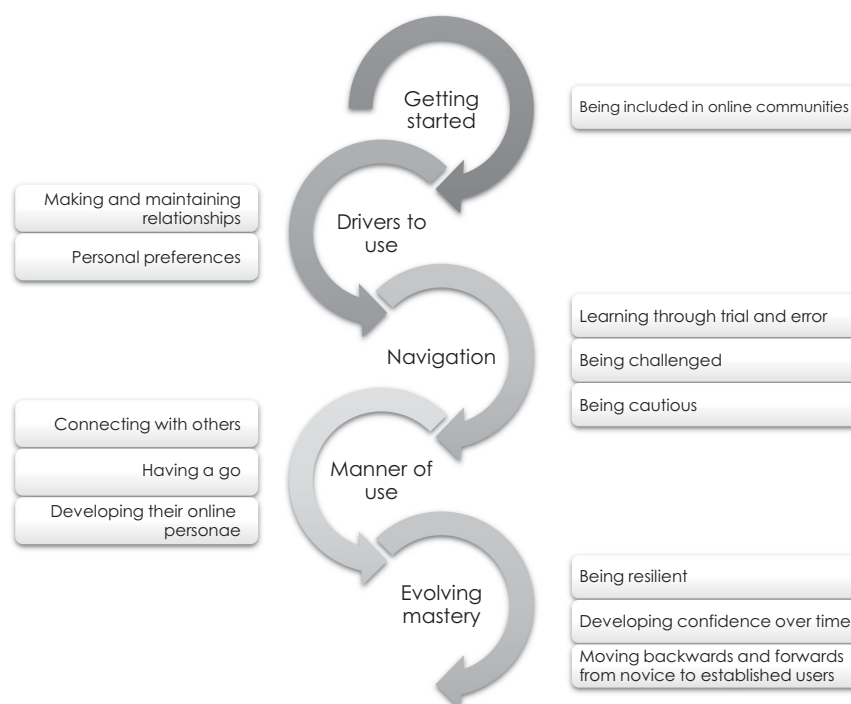 Getting
started
Being included in online communities
Drivers to
use
Making and maintaining
relationships
Personal preferences
Navigation
Learning through trial and error
Being challenged
Being cautious
Manner of
use
Connecting with others
Having a go
Developing their online
personae
Evolving
mastery
Being resilient
Developing confidence over time
Moving backwards and forwards
from novice to established users